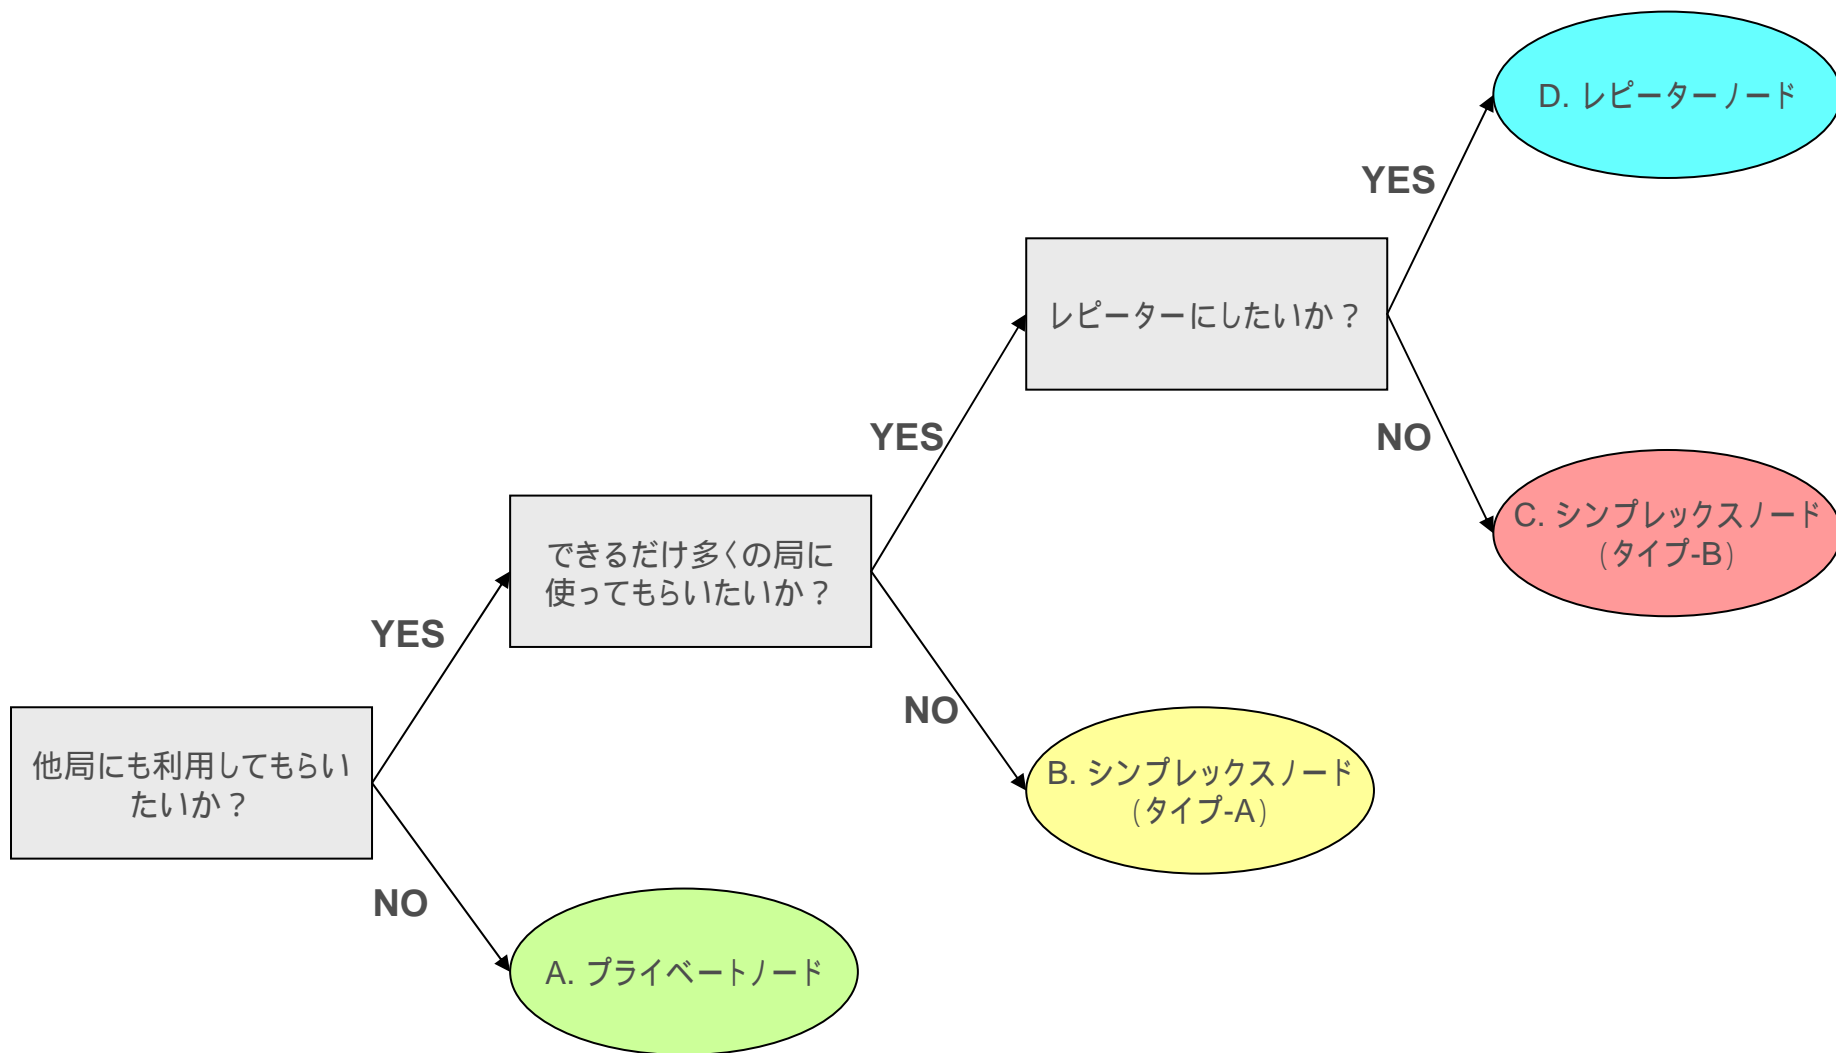 D. レピーターノード
YES
レピーターにしたいか？
YES
NO
C. シンプレックスノード
（タイプ-B）
できるだけ多くの局に
使ってもらいたいか？
YES
NO
B. シンプレックスノード
（タイプ-A）
他局にも利用してもらい
たいか？
NO
A. プライベートノード